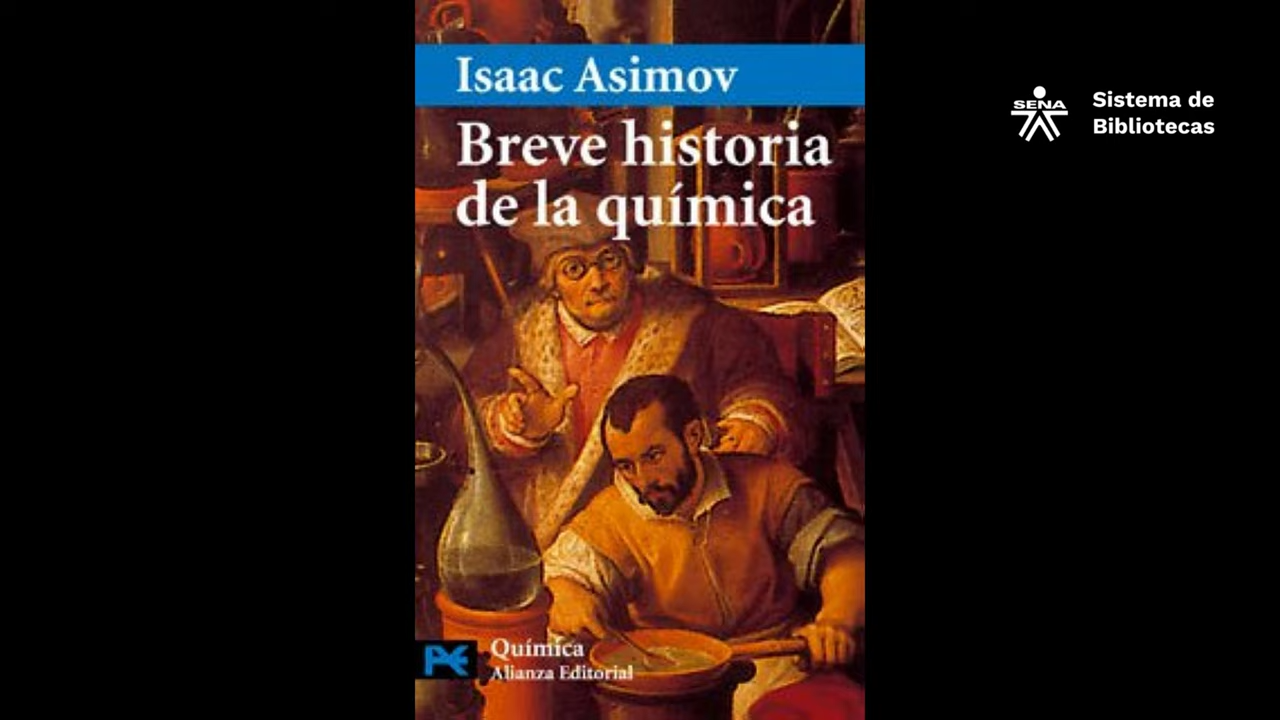 Isaac Asimov
Breve historia
de la química
Química
Alianza Editorial
SENA
Sistema de
Bibliotecas